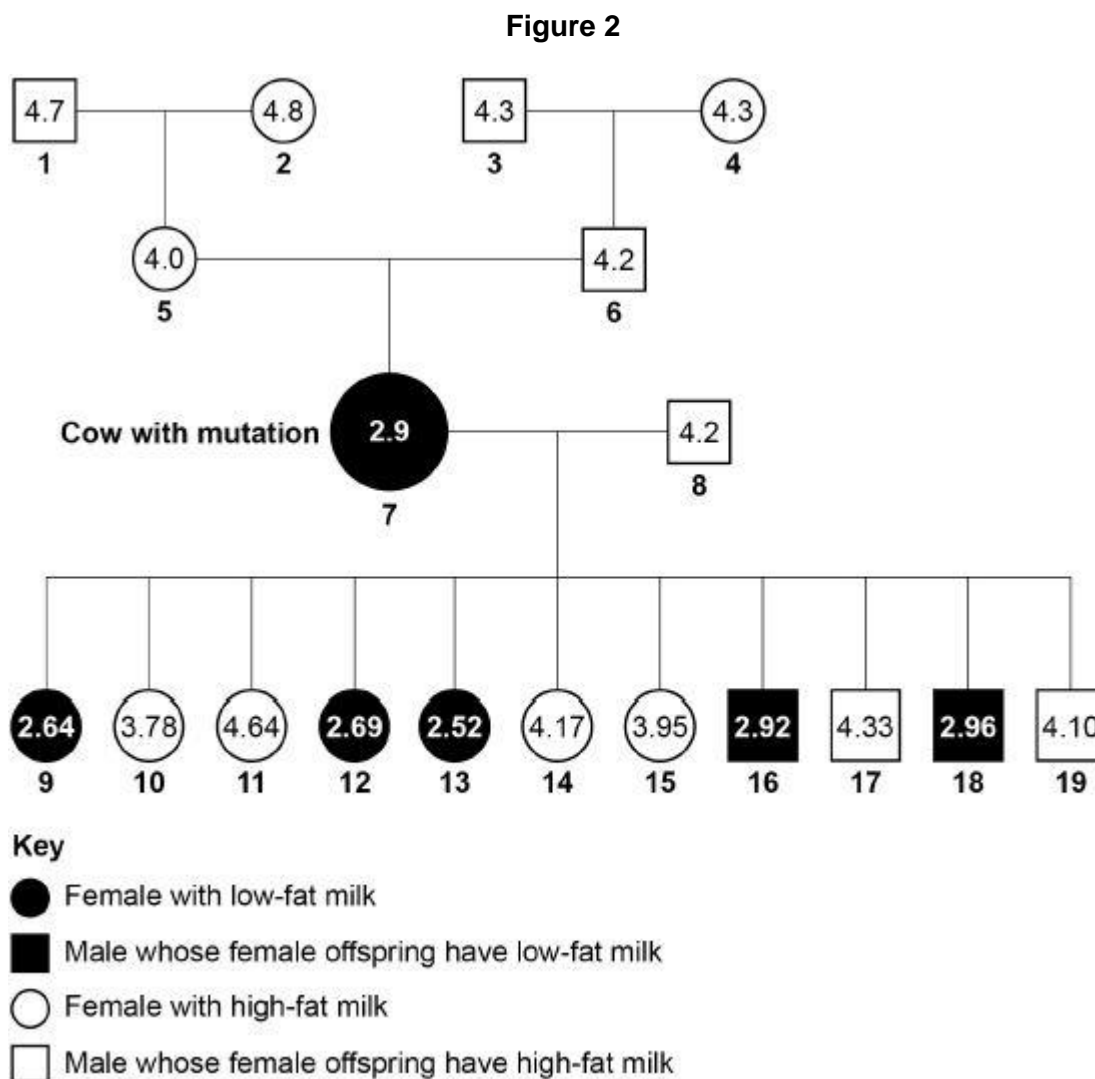 Figure 2
4.7 4.8 4.3 4.3
1 2 3 4
4.0 4.2
5 6
Cow with mutation 2.9 4.2
7 8
2.64 3.78 4.64 2.69 2.52 4.17 3.95 2.92 4.33 2.96 4.10
9 10 11 12 13 14 15 16 17 18 19
Key
Female with low-fat milk
Male whose female offspring have low-fat milk
Female with high-fat milk
Male whose female offspring have high-fat milk